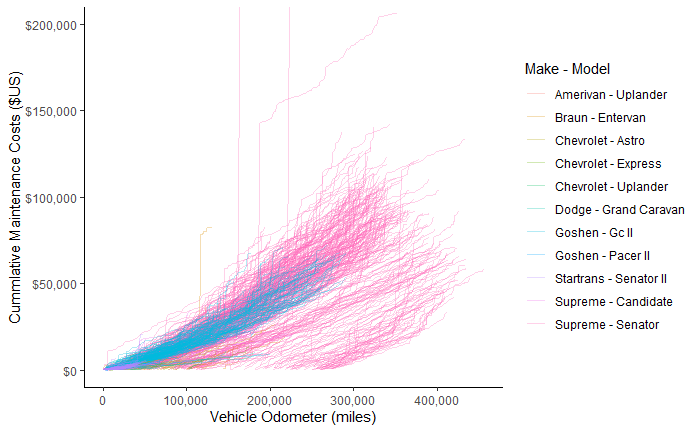 $200,000
$150,000
$100,000
$50,000
$0
Cummlative Maintenance Costs ($US)
0
100,000
200,000
300,000
400,000
Vehicle Odometer (miles)
Make - Model
Amerivan - Uplander
Braun - Entervan
Chevrolet - Astro
Chevrolet - Express
Chevrolet - Uplander
Dodge - Grand Caravan
Goshen - Gc II
Goshen - Pacer II
Startrans - Senator II
Supreme - Candidate
Supreme - Senator